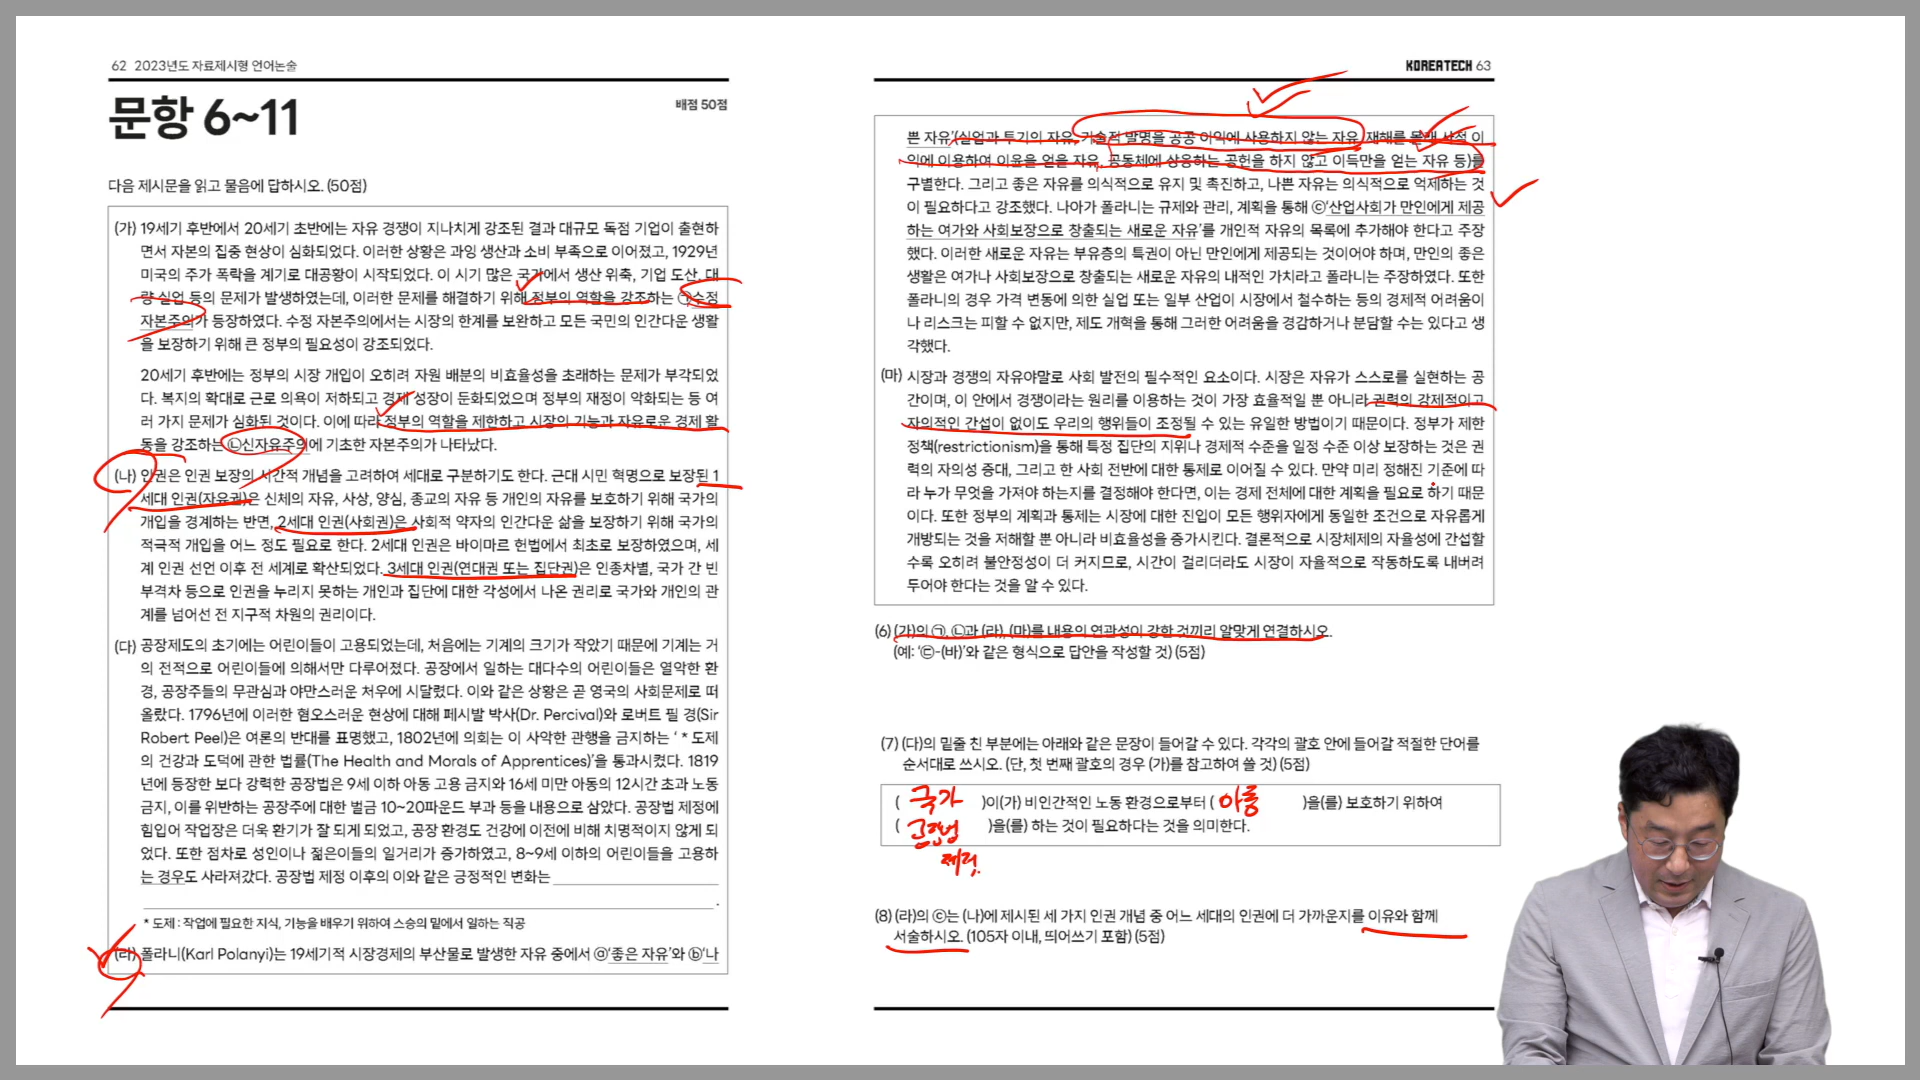 62 2023년도 자료제시형 언어논술
문항 6~11
배점 50점
다음 제시문을 읽고 물음에 답하시오. (50점)
(가) 19세기 후반에서 20세기 초반에는 자유 경쟁이 지나치게 강조된 결과 대규모 독점 기업이 출현하
면서 자본의 집중 현상이 심화되었다. 이러한 상황은 과잉 생산과 소비 부족으로 이어졌고, 1929년
미국의 주가 폭락을 계기로 대공황이 시작되었다. 이 시기 많은 국가에서 생산 위축, 기업 도산, 대
량 실업 등의 문제가 발생하였는데, 이러한 문제를 해결하기 위해 정부의 역할을 강조하는 ㉠수정
자본주의가 등장하였다. 수정 자본주의에서는 시장의 한계를 보완하고 모든 국민의 인간다운 생활
을 보장하기 위해 큰 정부의 필요성이 강조되었다.
20세기 후반에는 정부의 시장 개입이 오히려 자원 배분의 비효율성을 초래하는 문제가 부각되었
다. 복지의 확대로 근로 의욕이 저하되고 경제 성장이 둔화되었으며 정부의 재정이 악화되는 등 여
러 가지 문제가 심화된 것이다. 이에 따라 정부의 역할을 제한하고 시장의 기능과 자유로운 경제 활
동을 강조하는 ㉡신자유주의에 기초한 자본주의가 나타났다.
(나) 인권은 인권 보장의 시간적 개념을 고려하여 세대로 구분하기도 한다. 근대 시민 혁명으로 보장된 1
세대 인권(자유권)은 신체의 자유, 사상, 양심, 종교의 자유 등 개인의 자유를 보호하기 위해 국가의
개입을 경계하는 반면, 2세대 인권(사회권)은 사회적 약자의 인간다운 삶을 보장하기 위해 국가의
적극적 개입을 어느 정도 필요로 한다. 2세대 인권은 바이마르 헌법에서 최초로 보장하였으며, 세
계 인권 선언 이후 전 세계로 확산되었다. 3세대 인권(연대권 또는 집단권)은 인종차별, 국가 간 빈
부격차 등으로 인권을 누리지 못하는 개인과 집단에 대한 각성에서 나온 권리로 국가와 개인의 관
계를 넘어선 전 지구적 차원의 권리이다.
(다) 공장제도의 초기에는 어린이들이 고용되었는데, 처음에는 기계의 크기가 작았기 때문에 기계는 거
의 전적으로 어린이들에 의해서만 다루어졌다. 공장에서 일하는 대다수의 어린이들은 열악한 환
경, 공장주들의 무관심과 야만스러운 처우에 시달렸다. 이와 같은 상황은 곧 영국의 사회문제로 떠
올랐다. 1796년에 이러한 혐오스러운 현상에 대해 페시발 박사(Dr. Percival)와 로버트 필 경(Sir
Robert Peel)은 여론의 반대를 표명했고, 1802년에 의회는 이 사악한 관행을 금지하는 ‘ * 도제
의 건강과 도덕에 관한 법률(The Health and Morals of Apprentices)’을 통과시켰다. 1819
년에 등장한 보다 강력한 공장법은 9세 이하 아동 고용 금지와 16세 미만 아동의 12시간 초과 노동
금지, 이를 위반하는 공장주에 대한 벌금 10~20파운드 부과 등을 내용으로 삼았다. 공장법 제정에
힘입어 작업장은 더욱 환기가 잘 되게 되었고, 공장 환경도 건강에 이전에 비해 치명적이지 않게 되
었다. 또한 점차로 성인이나 젊은이들의 일거리가 증가하였고, 8~9세 이하의 어린이들을 고용하
는 경우도 사라져갔다. 공장법 제정 이후의 이와 같은 긍정적인 변화는
.
* 도제 : 작업에 필요한 지식, 기능을 배우기 위하여 스승의 밑에서 일하는 직공
(라) 폴라니(Karl Polanyi)는 19세기적 시장경제의 부산물로 발생한 자유 중에서 ⓐ‘좋은 자유’와 ⓑ‘나
KOREATECH 63
쁜 자유’(실업과 투기의 자유, 기술적 발명을 공공 이익에 사용하지 않는 자유, 재해를 몰래 사적 이
익에 이용하여 이윤을 얻을 자유, 공동체에 상응하는 공헌을 하지 않고 이득만을 얻는 자유 등)를
구별한다. 그리고 좋은 자유를 의식적으로 유지 및 촉진하고, 나쁜 자유는 의식적으로 억제하는 것
이 필요하다고 강조했다. 나아가 폴라니는 규제와 관리, 계획을 통해 ⓒ‘산업사회가 만인에게 제공
하는 여가와 사회보장으로 창출되는 새로운 자유’를 개인적 자유의 목록에 추가해야 한다고 주장
했다. 이러한 새로운 자유는 부유층의 특권이 아닌 만인에게 제공되는 것이어야 하며, 만인의 좋은
생활은 여가나 사회보장으로 창출되는 새로운 자유의 내적인 가치라고 폴라니는 주장하였다. 또한
폴라니의 경우 가격 변동에 의한 실업 또는 일부 산업이 시장에서 철수하는 등의 경제적 어려움이
나 리스크는 피할 수 없지만, 제도 개혁을 통해 그러한 어려움을 경감하거나 분담할 수는 있다고 생
각했다.
(마) 시장과 경쟁의 자유야말로 사회 발전의 필수적인 요소이다. 시장은 자유가 스스로를 실현하는 공
간이며, 이 안에서 경쟁이라는 원리를 이용하는 것이 가장 효율적일 뿐 아니라 권력의 강제적이고
자의적인 간섭이 없이도 우리의 행위들이 조정될 수 있는 유일한 방법이기 때문이다. 정부가 제한
정책(restrictionism)을 통해 특정 집단의 지위나 경제적 수준을 일정 수준 이상 보장하는 것은 권
력의 자의성 증대, 그리고 한 사회 전반에 대한 통제로 이어질 수 있다. 만약 미리 정해진 기준에 따
라 누가 무엇을 가져야 하는지를 결정해야 한다면, 이는 경제 전체에 대한 계획을 필요로 하기 때문
이다. 또한 정부의 계획과 통제는 시장에 대한 진입이 모든 행위자에게 동일한 조건으로 자유롭게
개방되는 것을 저해할 뿐 아니라 비효율성을 증가시킨다. 결론적으로 시장체제의 자율성에 간섭할
수록 오히려 불안정성이 더 커지므로, 시간이 걸리더라도 시장이 자율적으로 작동하도록 내버려
두어야 한다는 것을 알 수 있다.
(6) (가)의 ㉠, ㉡과 (라), (마)를 내용의 연관성이 강한 것끼리 알맞게 연결하시오.
(예: ‘㉢-(바)’와 같은 형식으로 답안을 작성할 것) (5점)
(7) (다)의 밑줄 친 부분에는 아래와 같은 문장이 들어갈 수 있다. 각각의 괄호 안에 들어갈 적절한 단어를
순서대로 쓰시오. (단, 첫 번째 괄호의 경우 (가)를 참고하여 쓸 것) (5점)
( 국가 )이(가) 비인간적인 노동 환경으로부터 ( 아동 )을(를) 보호하기 위하여
( 공장법 )을(를) 하는 것이 필요하다는 것을 의미한다.
제정
(8) (라)의 ⓒ는 (나)에 제시된 세 가지 인권 개념 중 어느 세대의 인권에 더 가까운지를 이유와 함께
서술하시오. (105자 이내, 띄어쓰기 포함) (5점)